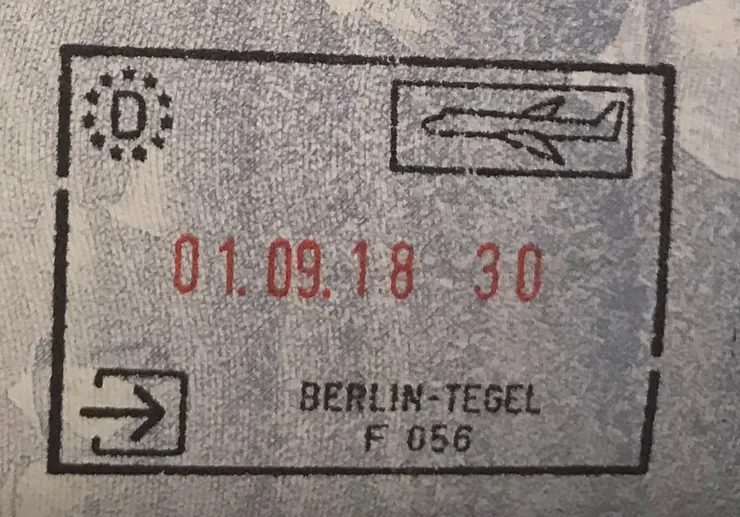 D
01.09.18 30
BERLIN-TEGEL
F 056